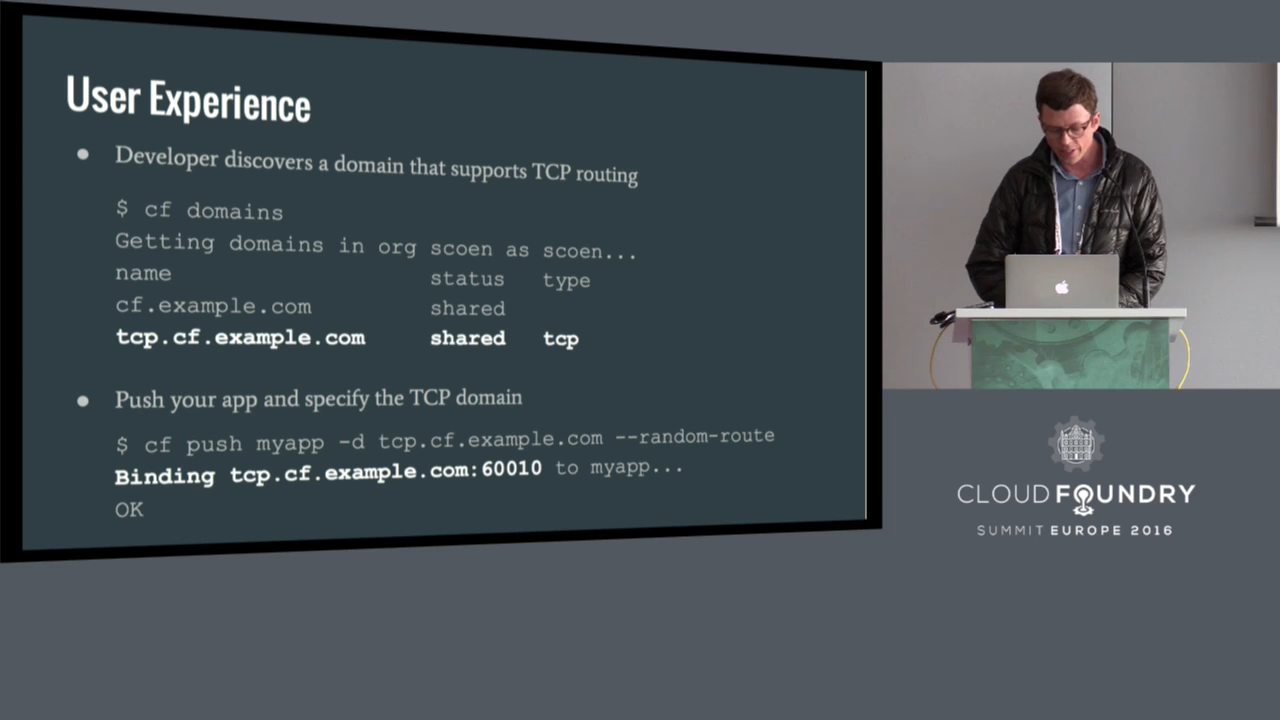 User Experience
● Developer discovers a domain that supports TCP routing
$ cf domains
Getting domains in org scoen as scoen...
name status type
cf.example.com shared
tcp.cf.example.com shared tcp
● Push your app and specify the TCP domain
$ cf push myapp -d tcp.cf.example.com --random-route
Binding tcp.cf.example.com:60010 to myapp...
OK
CLOUD FOUNDRY
SUMMIT EUROPE 2016